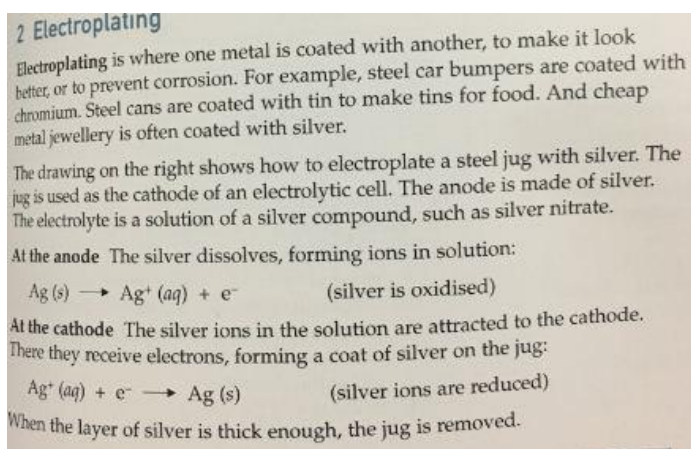 2 Electroplating
Electroplating is where one metal is coated with another, to make it look
better, or to prevent corrosion. For example, steel car bumpers are coated with
chromium. Steel cans are coated with tin to make tins for food. And cheap
metal jewellery is often coated with silver.
The drawing on the right shows how to electroplate a steel jug with silver. The
jug is used as the cathode of an electrolytic cell. The anode is made of silver.
The electrolyte is a solution of a silver compound, such as silver nitrate.
At the anode The silver dissolves, forming ions in solution:
Ag (s) → Ag⁺ (aq) + e⁻ (silver is oxidised)
At the cathode The silver ions in the solution are attracted to the cathode.
There they receive electrons, forming a coat of silver on the jug:
Ag⁺ (aq) + e⁻ → Ag (s) (silver ions are reduced)
When the layer of silver is thick enough, the jug is removed.